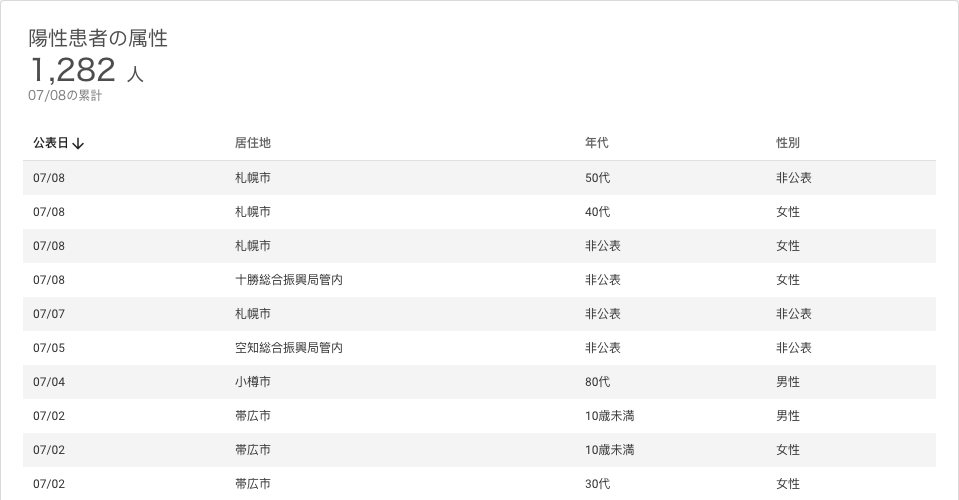 陽性患者の属性
1,282 人
07/08の累計
公表日↓ 居住地 年代 性別
07/08 札幌市 50代 非公表
07/08 札幌市 40代 女性
07/08 札幌市 非公表 女性
07/08 十勝総合振興局管内 非公表 女性
07/07 札幌市 非公表 非公表
07/05 空知総合振興局管内 非公表 非公表
07/04 小樽市 80代 男性
07/02 帯広市 10歳未満 男性
07/02 帯広市 10歳未満 女性
07/02 帯広市 30代 女性